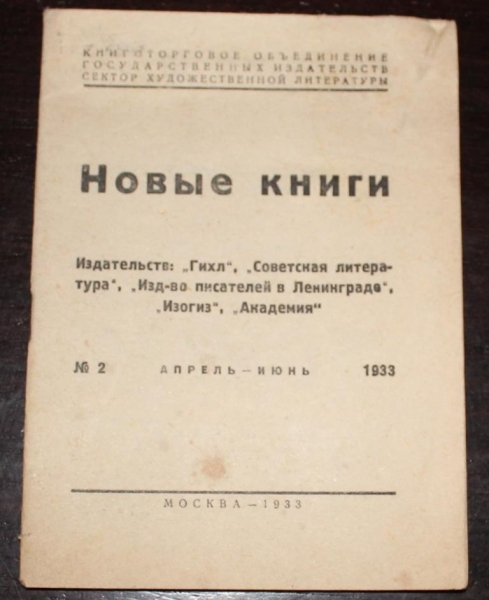 КНИГОТОРГОВОЕ ОБЪЕДИНЕНИЕ
ГОСУДАРСТВЕННЫХ ИЗДАТЕЛЬСТВ
СЕКТОР ХУДОЖЕСТВЕННОЙ ЛИТЕРАТУРЫ
Новые книги
Издательств: „Гихл“, „Советская литера-
тура“, „Изд-во писателей в Ленинграде“,
„Изогиз“, „Академия“
№ 2 АПРЕЛЬ — ИЮНЬ 1933
МОСКВА — 1933